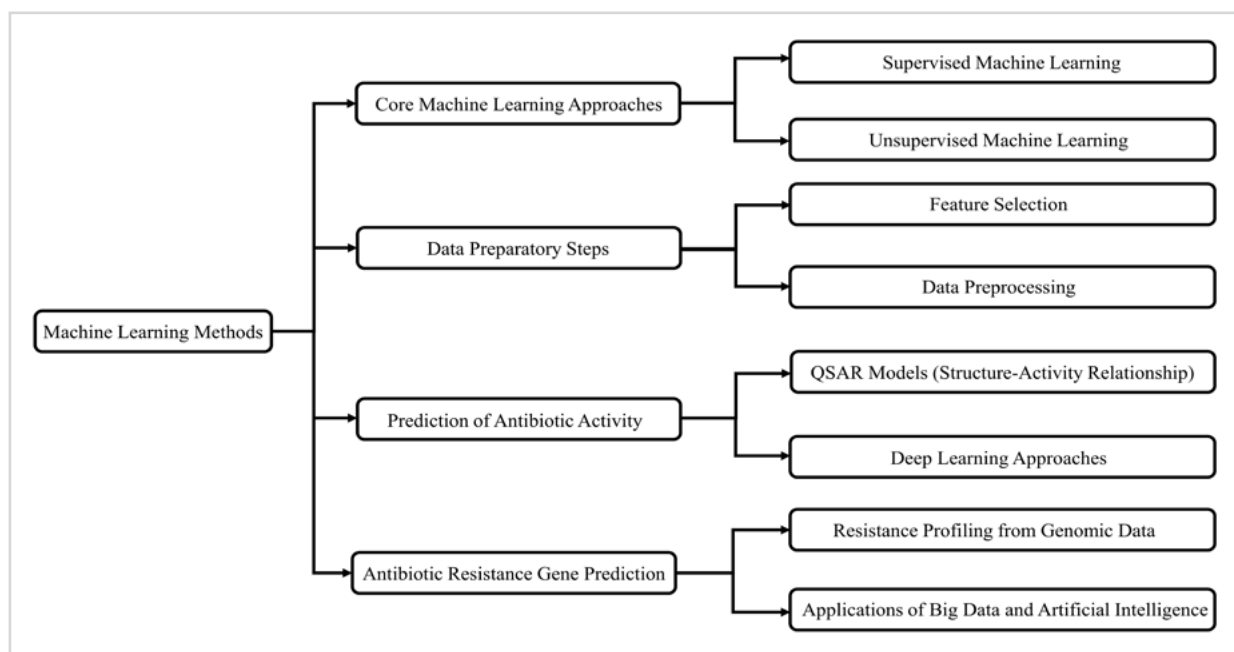 Machine Learning Methods
Core Machine Learning Approaches
Supervised Machine Learning
Unsupervised Machine Learning
Data Preparatory Steps
Feature Selection
Data Preprocessing
Prediction of Antibiotic Activity
QSAR Models (Structure-Activity Relationship)
Deep Learning Approaches
Antibiotic Resistance Gene Prediction
Resistance Profiling from Genomic Data
Applications of Big Data and Artificial Intelligence